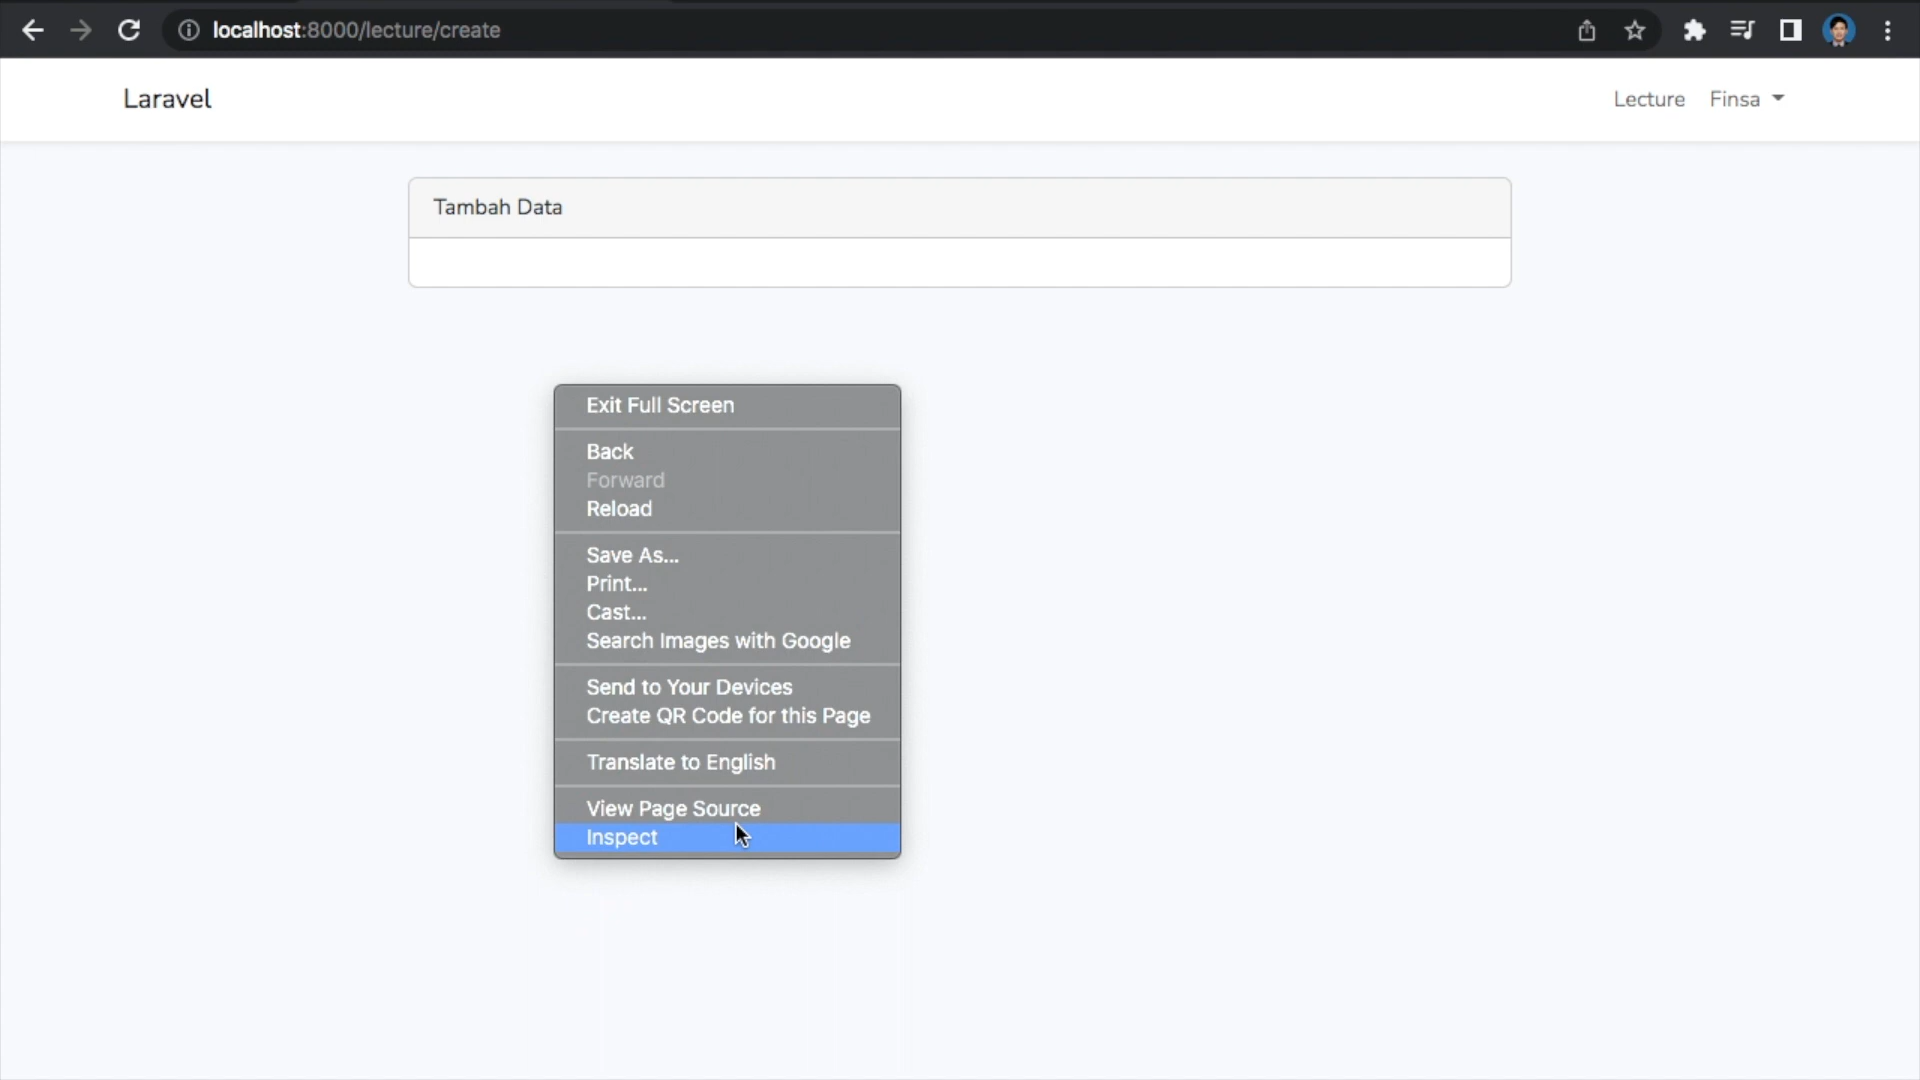 localhost:8000/lecture/create
Laravel
Lecture
Finsa
Tambah Data
Exit Full Screen
Back
Forward
Reload
Save As...
Print...
Cast...
Search Images with Google
Send to Your Devices
Create QR Code for this Page
Translate to English
View Page Source
Inspect